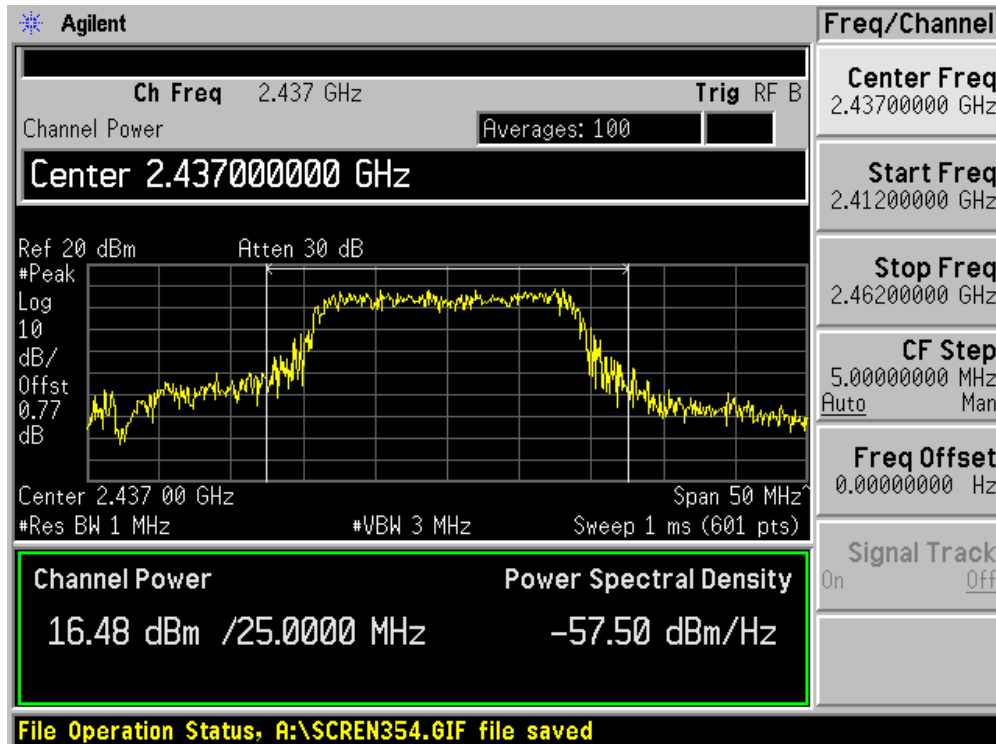 Agilent
Freq/Channel
Ch Freq 2.437 GHz Trig RF B
Channel Power Averages: 100
Center 2.437000000 GHz
Ref 20 dBm Atten 30 dB
#Peak
Log
10
dB/
Offst
0.77
dB
Center 2.437 00 GHz Span 50 MHz^
#Res BW 1 MHz #VBW 3 MHz Sweep 1 ms (601 pts)
Channel Power Power Spectral Density
16.48 dBm /25.0000 MHz -57.50 dBm/Hz
File Operation Status, A:\SCREN354.GIF file saved
Center Freq
2.43700000 GHz
Start Freq
2.41200000 GHz
Stop Freq
2.46200000 GHz
CF Step
5.00000000 MHz
Auto Man
Freq Offset
0.00000000 Hz
Signal Track
On Off